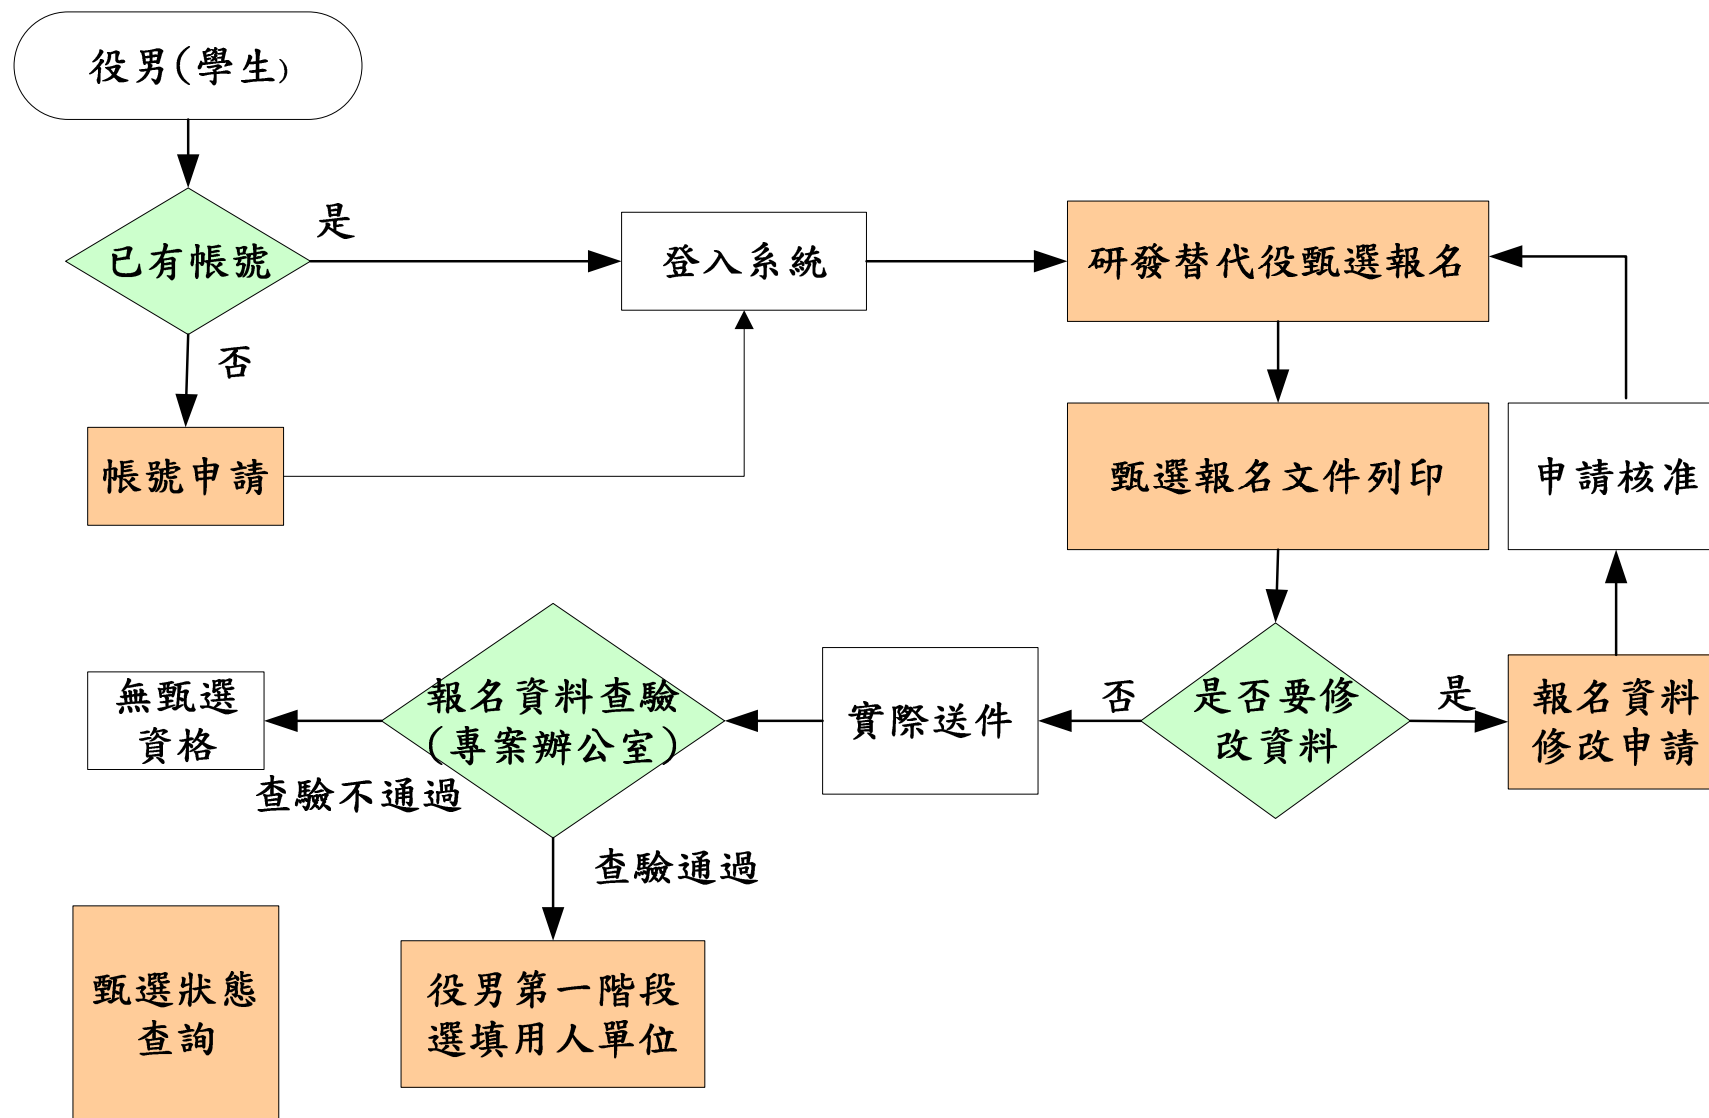 役男(學生)
已有帳號
是
否
帳號申請
登入系統
研發替代役甄選報名
甄選報名文件列印
申請核准
是否要修
改資料
是
否
報名資料
修改申請
實際送件
報名資料查驗
(專案辦公室)
查驗不通過
無甄選
資格
查驗通過
役男第一階段
選填用人單位
甄選狀態
查詢